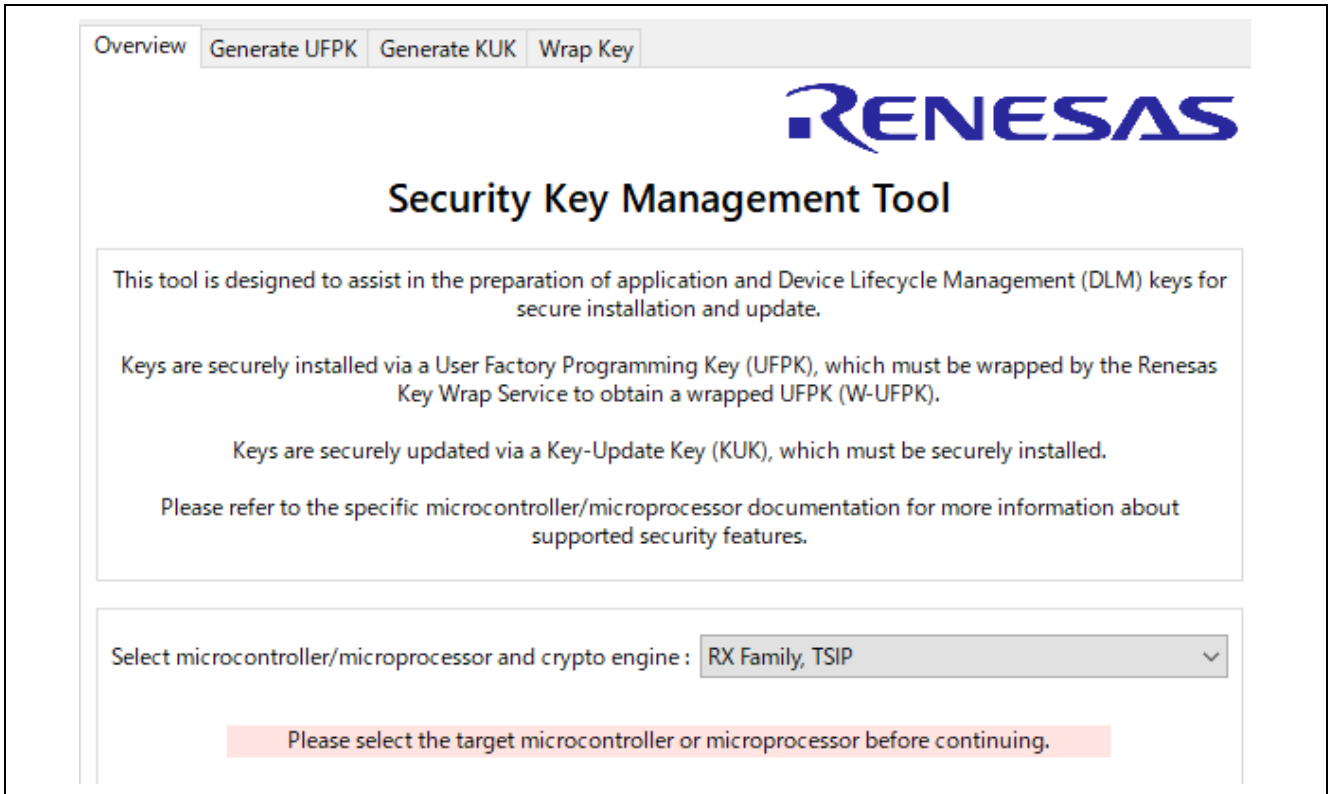 Overview Generate UFPK Generate KUK Wrap Key
RENESAS
Security Key Management Tool
This tool is designed to assist in the preparation of application and Device Lifecycle Management (DLM) keys for
secure installation and update.
Keys are securely installed via a User Factory Programming Key (UFPK), which must be wrapped by the Renesas
Key Wrap Service to obtain a wrapped UFPK (W-UFPK).
Keys are securely updated via a Key-Update Key (KUK), which must be securely installed.
Please refer to the specific microcontroller/microprocessor documentation for more information about
supported security features.
Select microcontroller/microprocessor and crypto engine : RX Family, TSIP
Please select the target microcontroller or microprocessor before continuing.